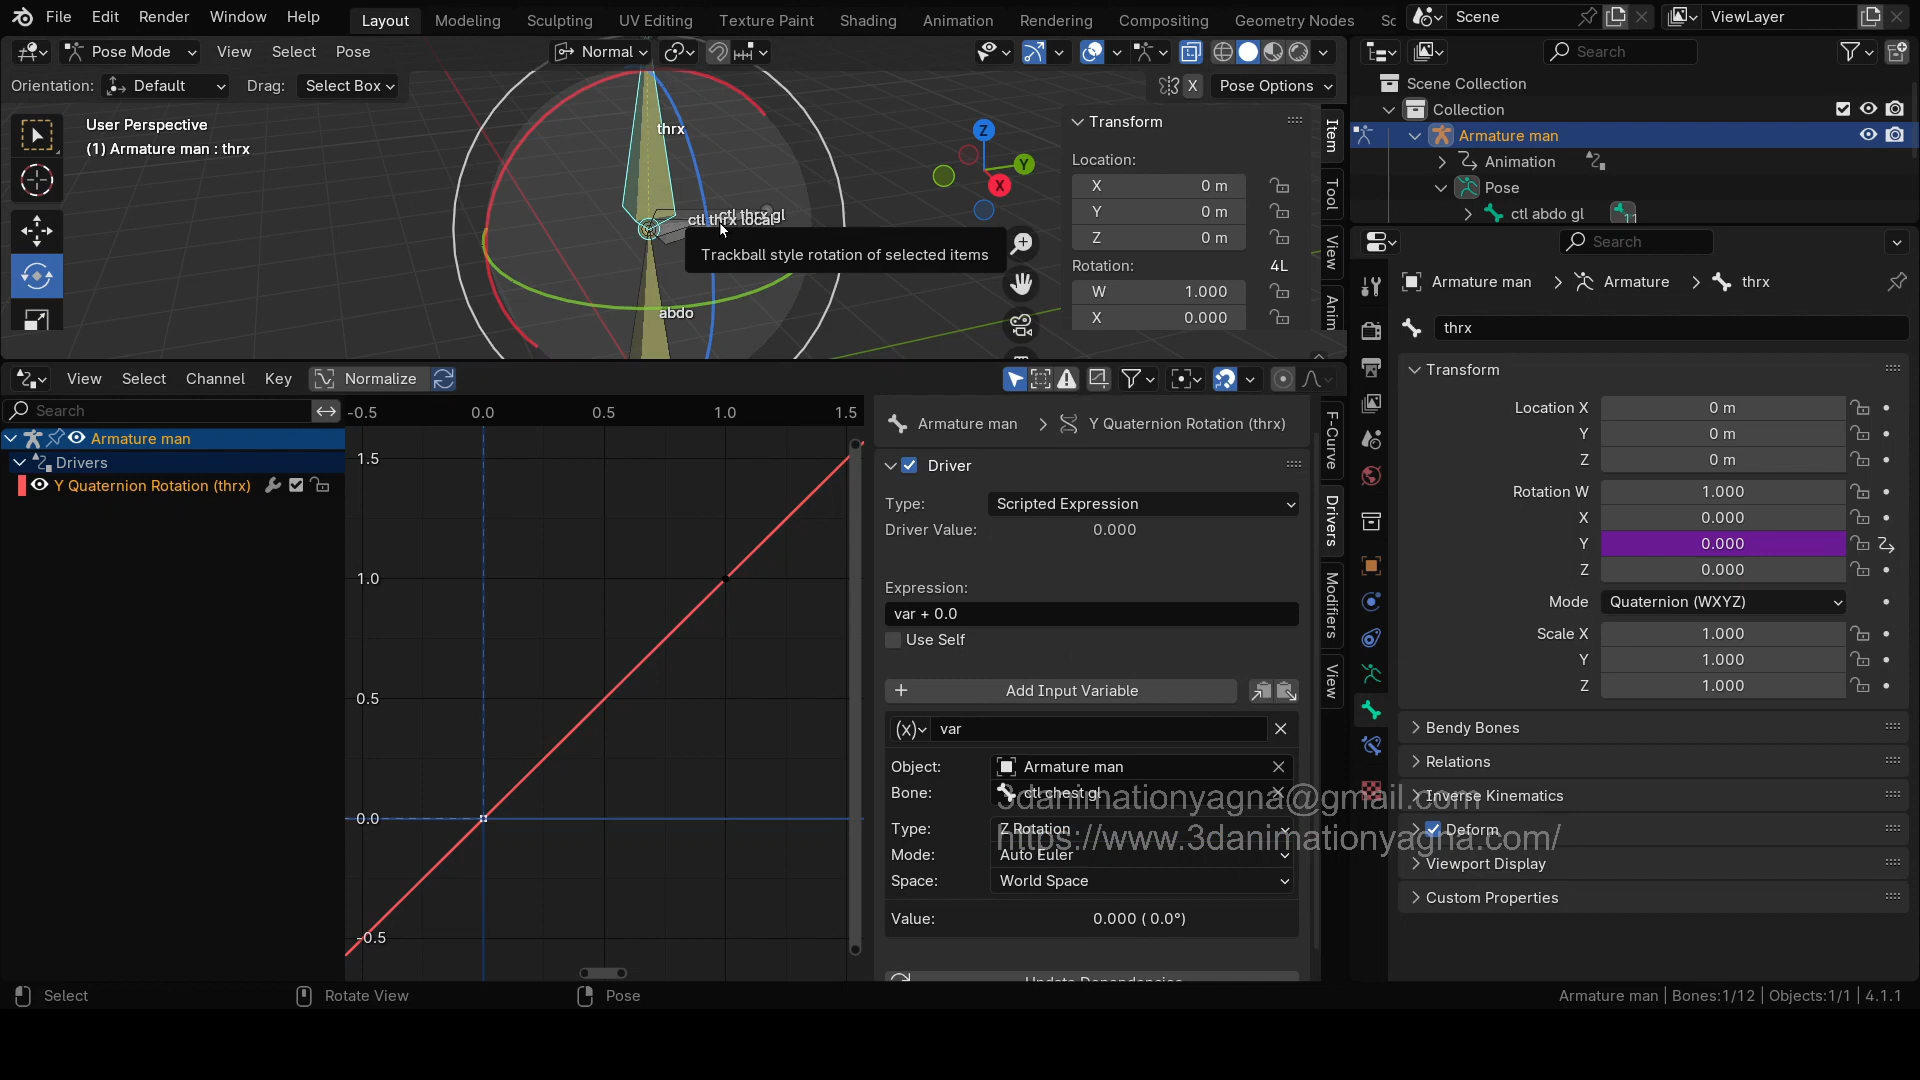 File Edit Render Window Help Layout Modeling Sculpting UV Editing Texture Paint Shading Animation Rendering Compositing Geometry Nodes Sc Scene ViewLayer
Pose Mode View Select Pose Normal Search
Orientation: Default Drag: Select Box X Pose Options
Scene Collection
Collection
Armature man
Animation
Pose
ctl abdo gl 11
User Perspective
(1) Armature man : thrx
thrx
ctl thrx gl
ctl thrx local
Trackball style rotation of selected items
abdo
Z
Y
X
Transform
Location:
X 0 m
Y 0 m
Z 0 m
Rotation: 4L
W 1.000
X 0.000
Item
Tool
View
Anim
View Select Channel Key Normalize
Search
Armature man
Drivers
Y Quaternion Rotation (thrx)
-0.5 0.0 0.5 1.0 1.5
1.5
1.0
0.5
0.0
-0.5
Armature man Y Quaternion Rotation (thrx)
Driver
Type: Scripted Expression
Driver Value: 0.000
Expression:
var + 0.0
Use Self
Add Input Variable
(x) var
Object: Armature man
Bone: ctl chest gl
Type: Z Rotation
Mode: Auto Euler
Space: World Space
Value: 0.000 ( 0.0°)
Update Dependencies
F-Curve
Drivers
Modifiers
View
Search
Armature man Armature thrx
thrx
Transform
Location X 0 m
Y 0 m
Z 0 m
Rotation W 1.000
X 0.000
Y 0.000
Z 0.000
Mode Quaternion (WXYZ)
Scale X 1.000
Y 1.000
Z 1.000
Bendy Bones
Relations
Inverse Kinematics
Deform
Viewport Display
Custom Properties
3danimationyagna@gmail.com
https://www.3danimationyagna.com/
Select Rotate View Pose Armature man | Bones:1/12 | Objects:1/1 | 4.1.1